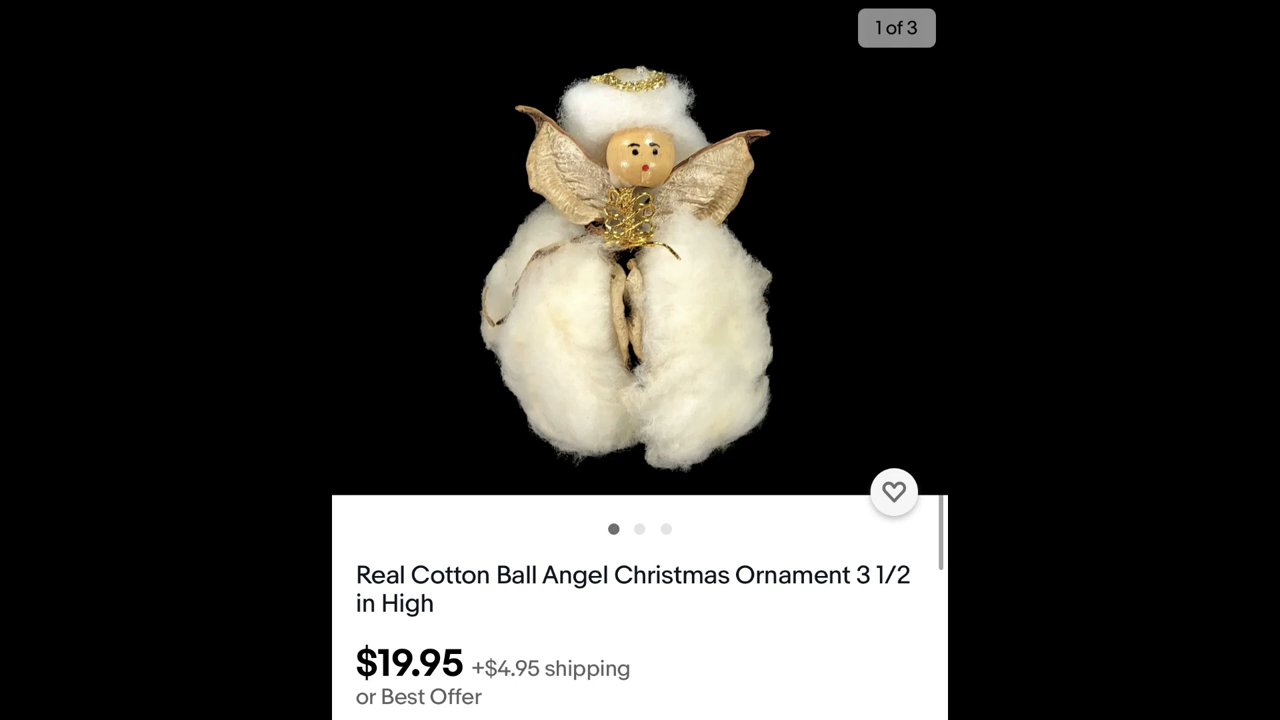 1 of 3
Real Cotton Ball Angel Christmas Ornament 3 1/2
in High
$19.95 +$4.95 shipping
or Best Offer